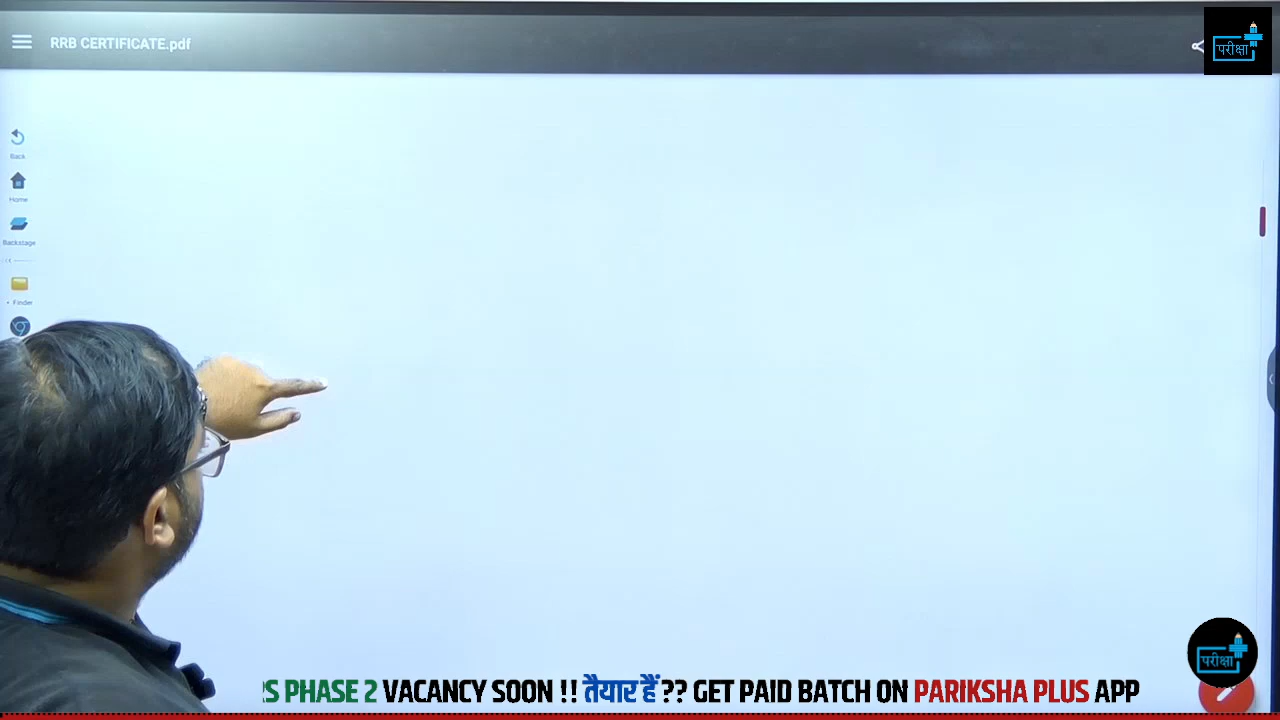 RRB CERTIFICATE.pdf
परीक्षा
Back
Home
Backstage
Finder
परीक्षा
S PHASE 2 VACANCY SOON !! तैयार हैं ?? GET PAID BATCH ON PARIKSHA PLUS APP